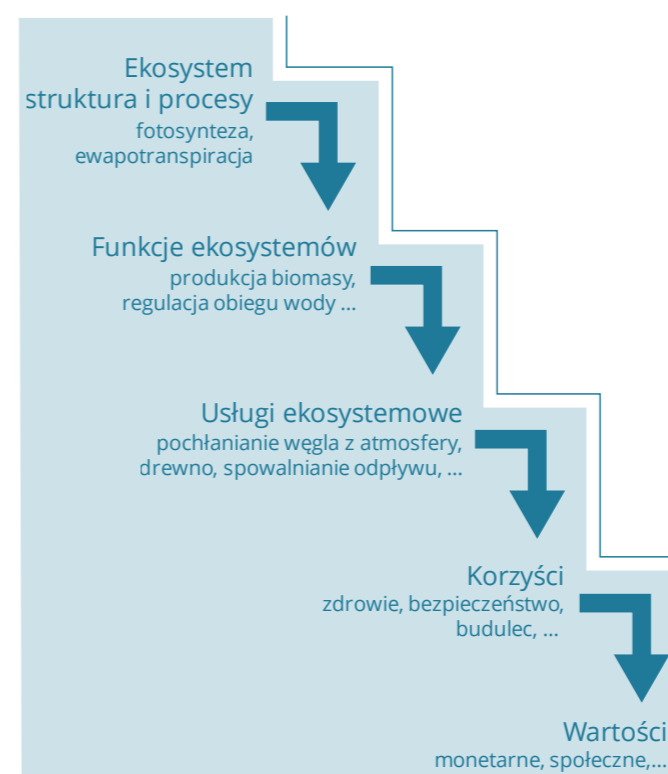 Ekosystem
struktura i procesy
fotosynteza,
ewapotranspiracja
Funkcje ekosystemów
produkcja biomasy,
regulacja obiegu wody ...
Usługi ekosystemowe
pochłanianie węgla z atmosfery,
drewno, spowalnianie odpływu, ...
Korzyści
zdrowie, bezpieczeństwo,
budulec, ...
Wartości
monetarne, społeczne,...